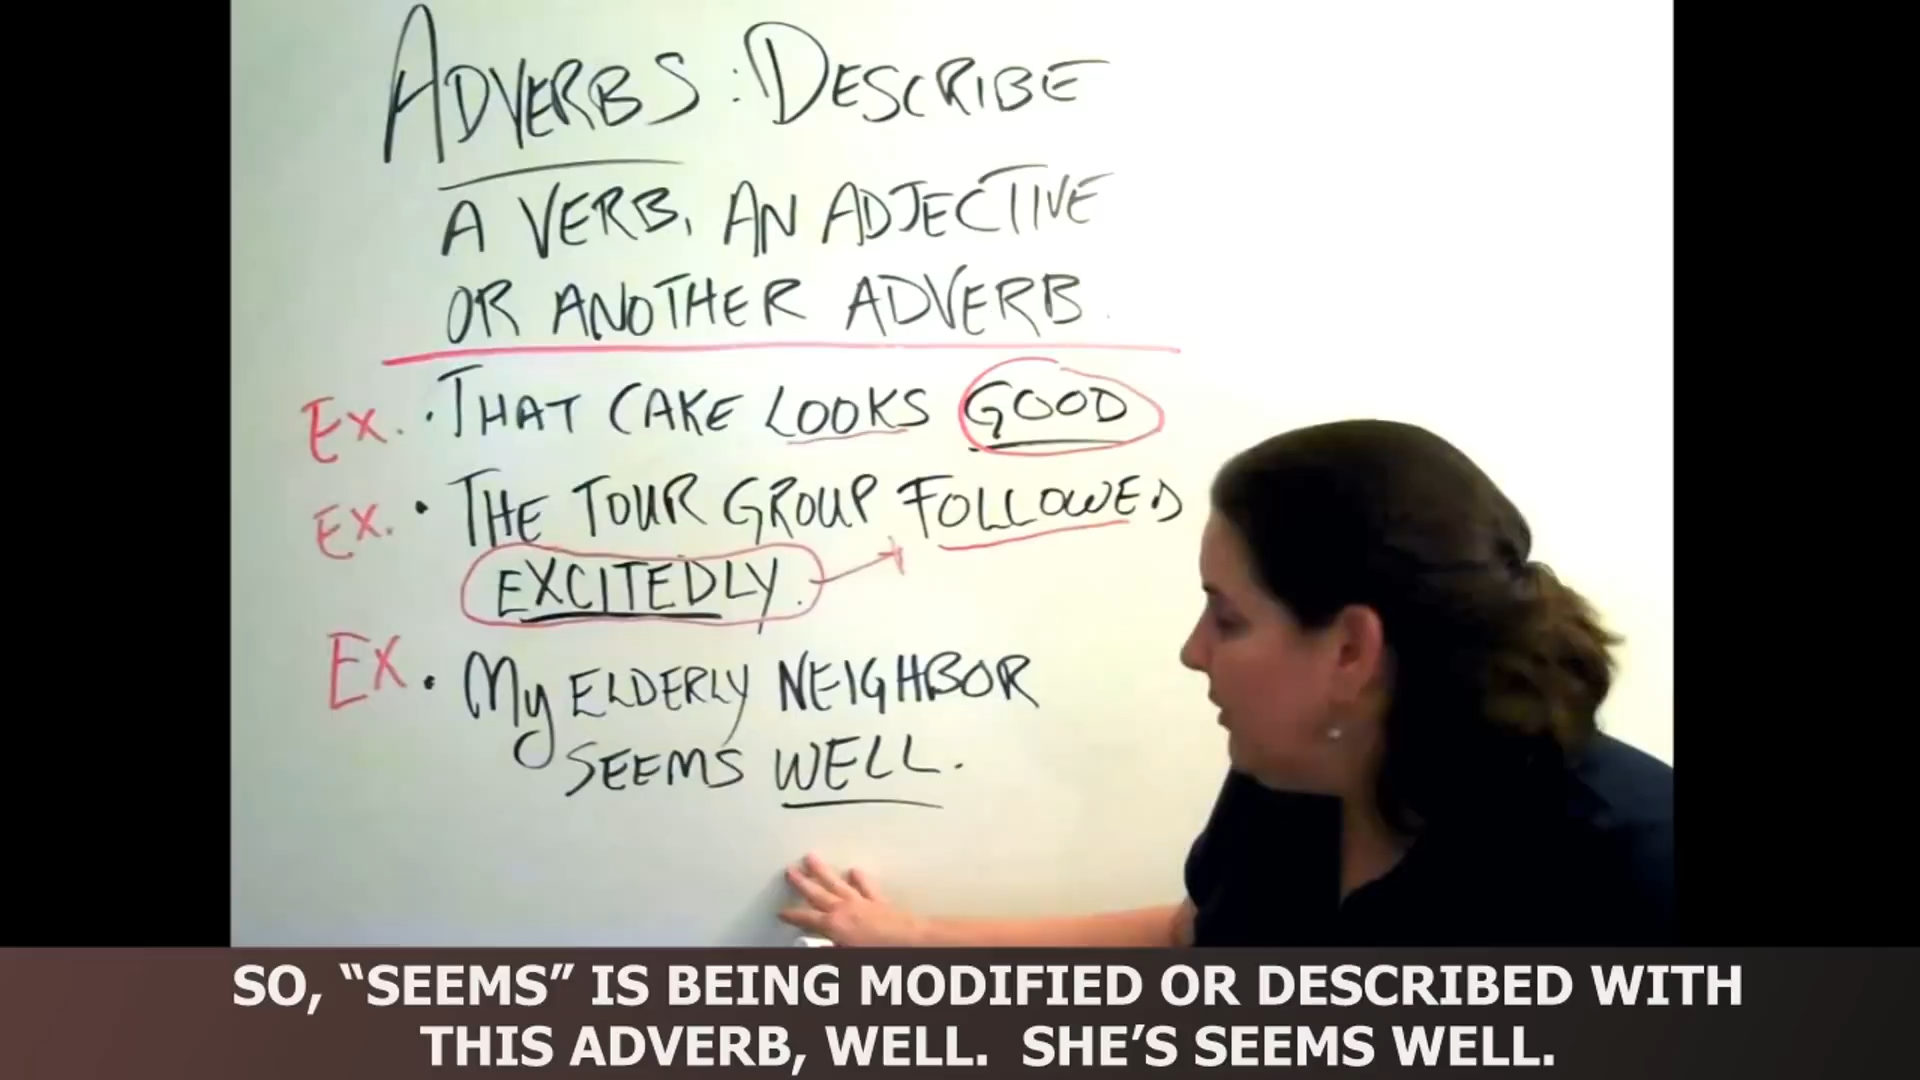 ADVERBS: DESCRIBE
A VERB, AN ADJECTIVE
OR ANOTHER ADVERB.
Ex. · THAT CAKE LOOKS GOOD
Ex. · THE TOUR GROUP FOLLOWED
EXCITEDLY.
Ex. · My ELDERLY NEIGHBOR
SEEMS WELL.
SO, “SEEMS” IS BEING MODIFIED OR DESCRIBED WITH
THIS ADVERB, WELL. SHE’S SEEMS WELL.